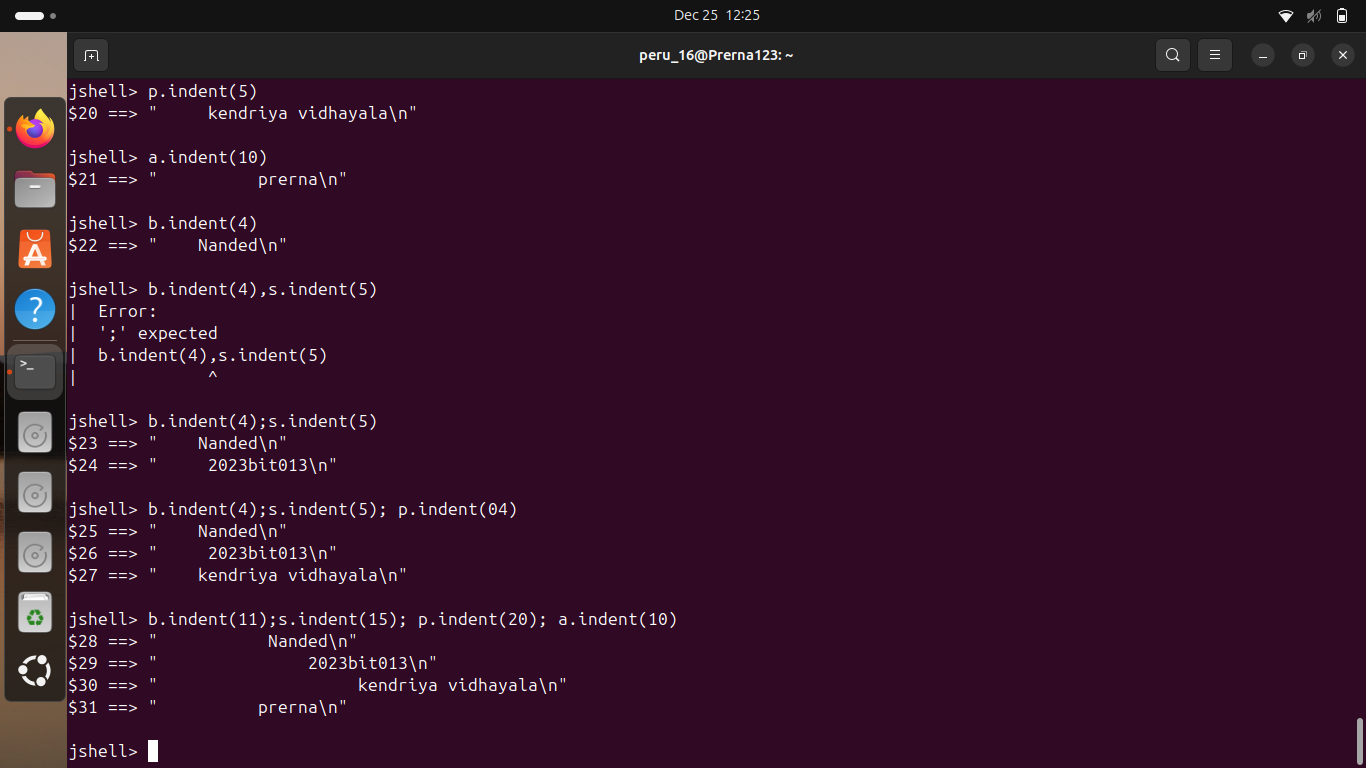 Dec 25 12:25
peru_16@Prerna123: ~
jshell> p.indent(5)
$20 ==> "     kendriya vidhayala\n"
jshell> a.indent(10)
$21 ==> "          prerna\n"
jshell> b.indent(4)
$22 ==> "    Nanded\n"
jshell> b.indent(4),s.indent(5)
|  Error:
|  ';' expected
|  b.indent(4),s.indent(5)
|             ^
jshell> b.indent(4);s.indent(5)
$23 ==> "    Nanded\n"
$24 ==> "     2023bit013\n"
jshell> b.indent(4);s.indent(5); p.indent(04)
$25 ==> "    Nanded\n"
$26 ==> "     2023bit013\n"
$27 ==> "    kendriya vidhayala\n"
jshell> b.indent(11);s.indent(15); p.indent(20); a.indent(10)
$28 ==> "           Nanded\n"
$29 ==> "               2023bit013\n"
$30 ==> "                    kendriya vidhayala\n"
$31 ==> "          prerna\n"
jshell>